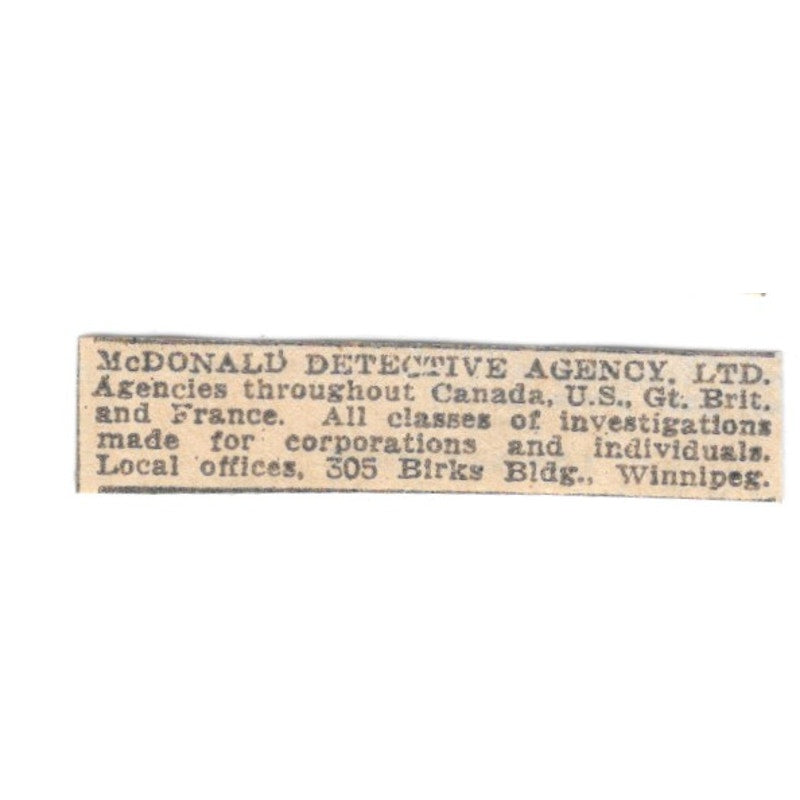 McDONALD DETECTIVE AGENCY, LTD.
Agencies throughout Canada, U.S., Gt. Brit.
and France. All classes of investigations
made for corporations and individuals.
Local offices, 305 Birks Bldg., Winnipeg.